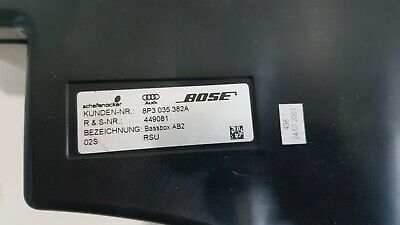 schefenacker Audi BOSE
KUNDEN-NR.: 8P3 035 382A
R & S-NR.: 449081
BEZEICHNUNG: Bassbox AB2
02S RSU